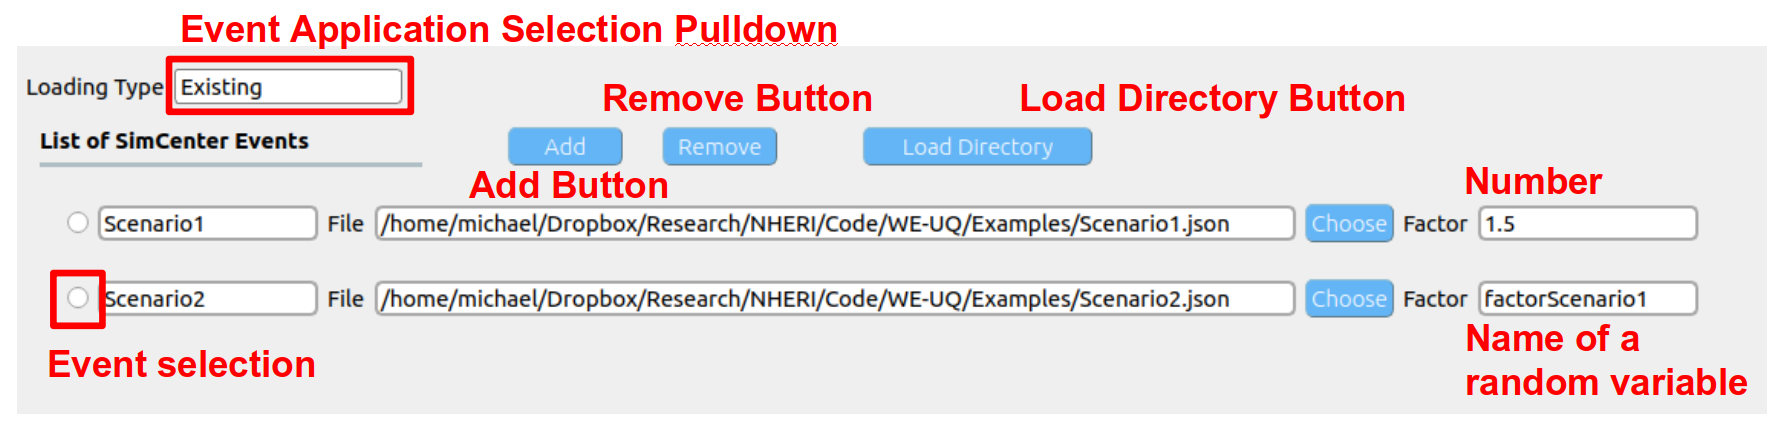 Event Application Selection Pulldown
Loading Type Existing
Remove Button Load Directory Button
List of SimCenter Events Add Remove Load Directory
Add Button Number
Scenario1 File /home/michael/Dropbox/Research/NHERI/Code/WE-UQ/Examples/Scenario1.json Choose Factor 1.5
Scenario2 File /home/michael/Dropbox/Research/NHERI/Code/WE-UQ/Examples/Scenario2.json Choose Factor factorScenario1
Event selection
Name of a
random variable